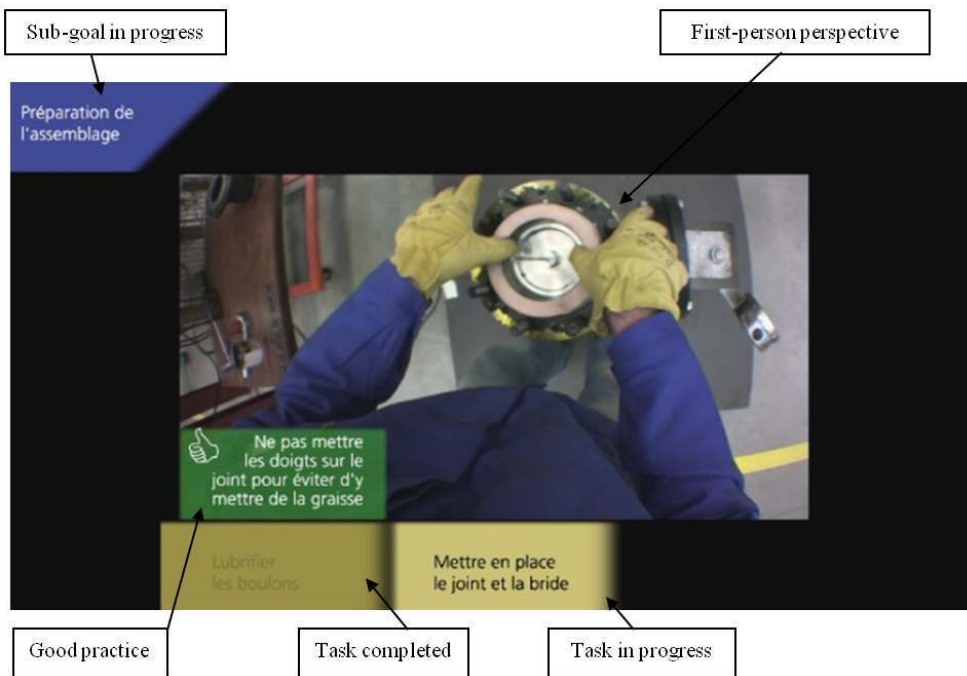 Sub-goal in progress
First-person perspective
Préparation de
l'assemblage
Ne pas mettre
les doigts sur le
joint pour éviter d'y
mettre de la graisse
Lubrifier
les boulons
Mettre en place
le joint et la bride
Good practice
Task completed
Task in progress